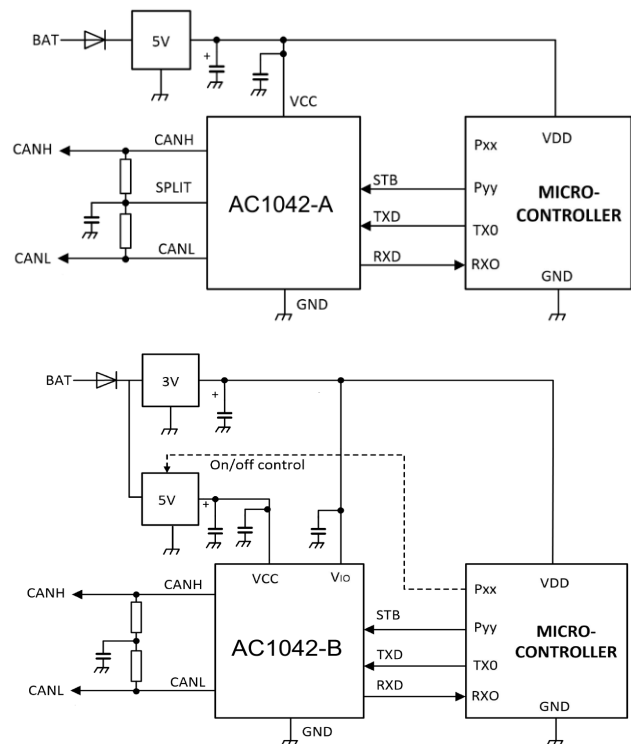 BAT
5V
+
VCC
CANH
CANH
SPLIT
CANL
CANL
AC1042-A
GND
STB
TXD
RXD
Pxx
VDD
Pyy
MICRO-
CONTROLLER
TX0
RXO
GND
BAT
3V
+
On/off control
5V
+
VCC
VIO
CANH
CANH
CANL
CANL
AC1042-B
GND
STB
TXD
RXD
Pxx
VDD
Pyy
MICRO-
CONTROLLER
TX0
RXO
GND